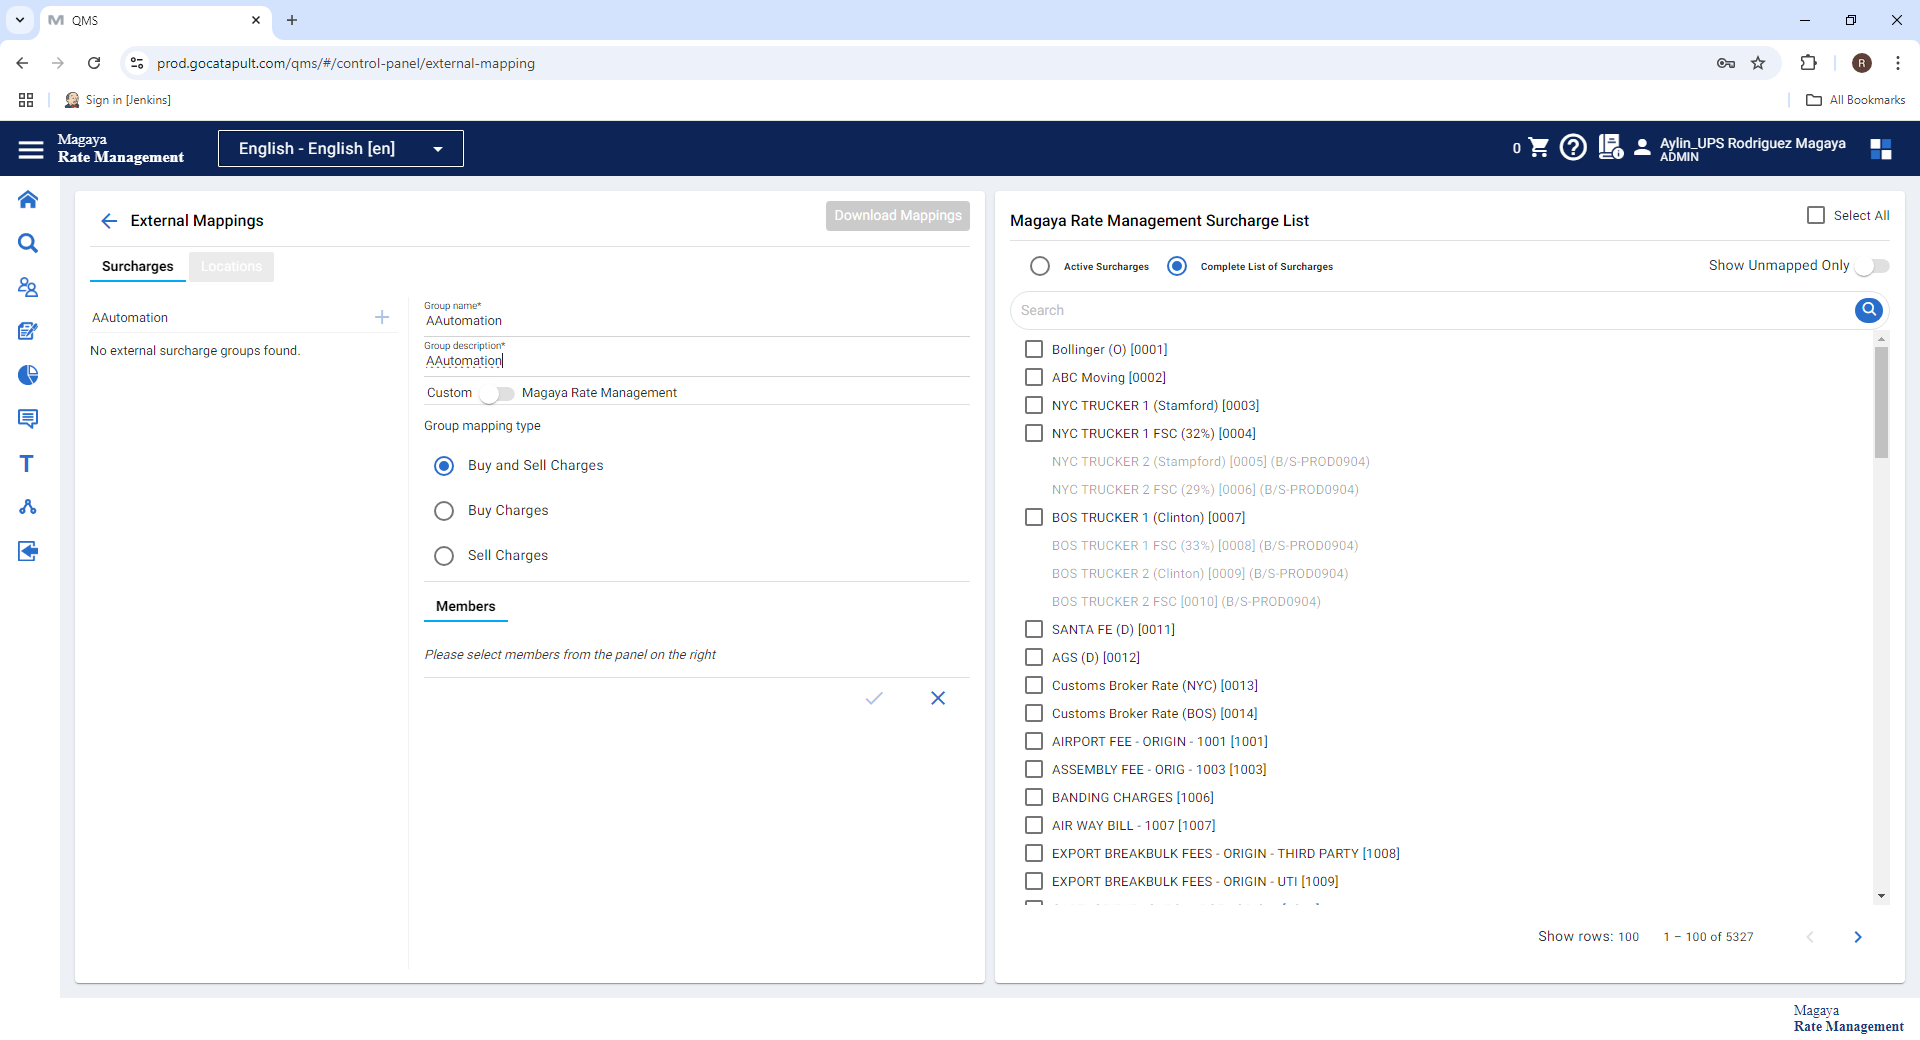 QMS
prod.gocatapult.com/qms/#/control-panel/external-mapping
R
Sign in [Jenkins]
All Bookmarks
Magaya
Rate Management
English - English [en]
0
Aylin_UPS Rodriguez Magaya
ADMIN
External Mappings
Download Mappings
Surcharges
Locations
AAutomation
No external surcharge groups found.
Group name*
AAutomation
Group description*
AAutomation
Custom
Magaya Rate Management
Group mapping type
Buy and Sell Charges
Buy Charges
Sell Charges
Members
Please select members from the panel on the right
Magaya Rate Management Surcharge List
Select All
Active Surcharges
Complete List of Surcharges
Show Unmapped Only
Search
Bollinger (O) [0001]
ABC Moving [0002]
NYC TRUCKER 1 (Stamford) [0003]
NYC TRUCKER 1 FSC (32%) [0004]
NYC TRUCKER 2 (Stampford) [0005] (B/S-PROD0904)
NYC TRUCKER 2 FSC (29%) [0006] (B/S-PROD0904)
BOS TRUCKER 1 (Clinton) [0007]
BOS TRUCKER 1 FSC (33%) [0008] (B/S-PROD0904)
BOS TRUCKER 2 (Clinton) [0009] (B/S-PROD0904)
BOS TRUCKER 2 FSC [0010] (B/S-PROD0904)
SANTA FE (D) [0011]
AGS (D) [0012]
Customs Broker Rate (NYC) [0013]
Customs Broker Rate (BOS) [0014]
AIRPORT FEE - ORIGIN - 1001 [1001]
ASSEMBLY FEE - ORIG - 1003 [1003]
BANDING CHARGES [1006]
AIR WAY BILL - 1007 [1007]
EXPORT BREAKBULK FEES - ORIGIN - THIRD PARTY [1008]
EXPORT BREAKBULK FEES - ORIGIN - UTI [1009]
Show rows: 100
1 – 100 of 5327
Magaya
Rate Management